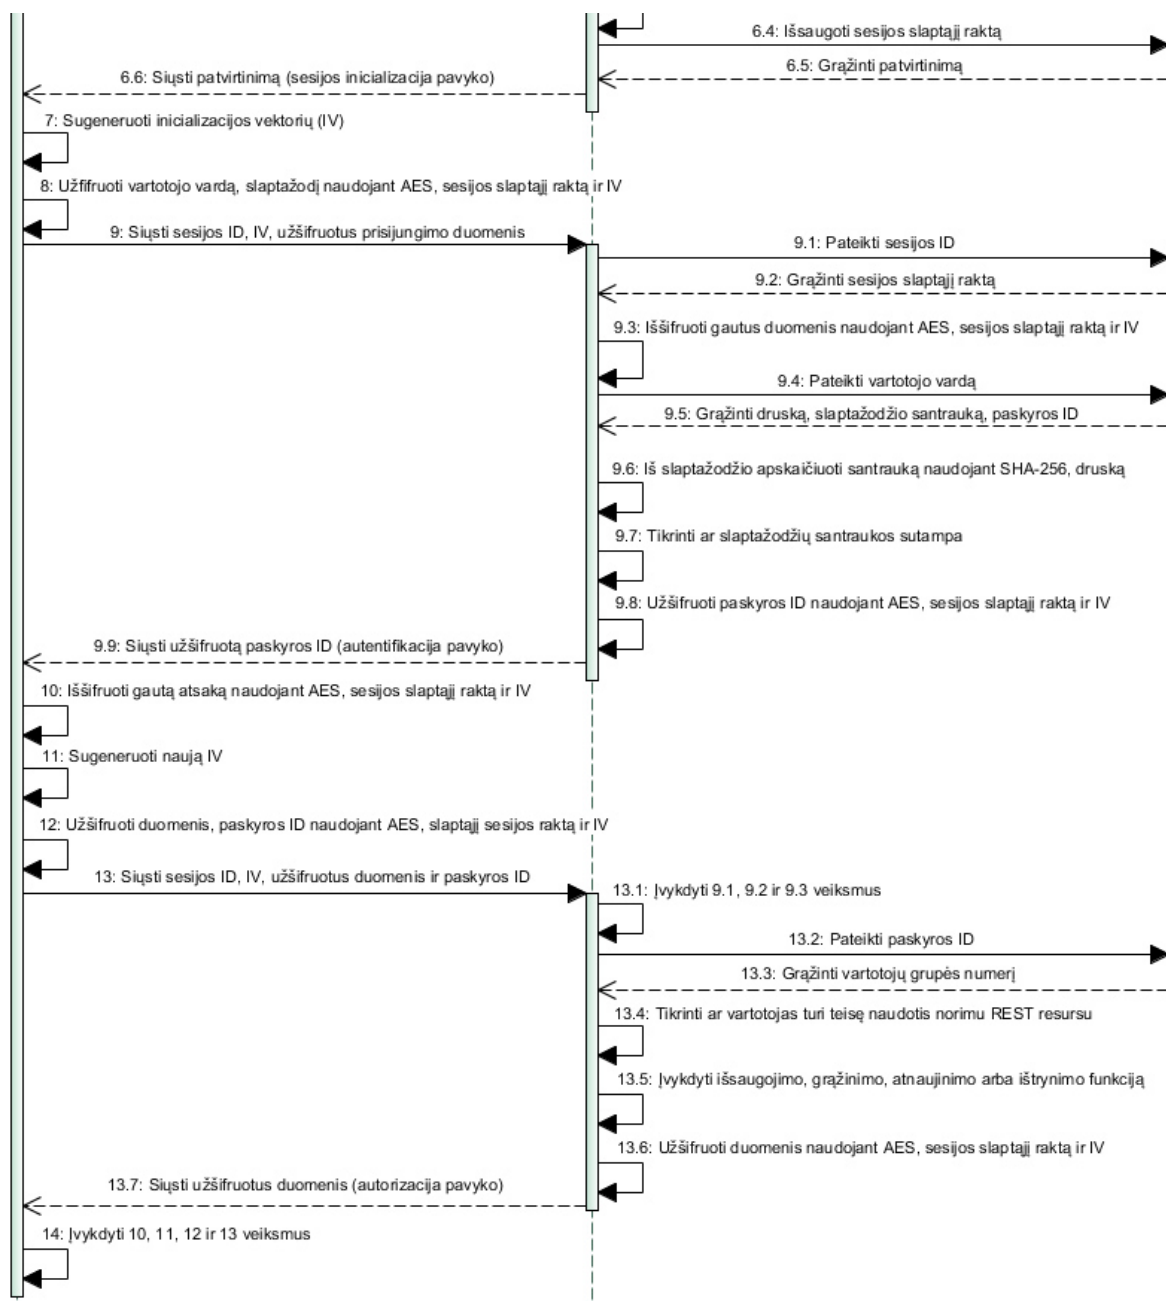 6.4: Išsaugoti sesijos slaptąjį raktą
6.5: Grąžinti patvirtinimą
6.6: Siųsti patvirtinimą (sesijos inicializacija pavyko)
7: Sugeneruoti inicializacijos vektorių (IV)
8: Užfifruoti vartotojo vardą, slaptažodį naudojant AES, sesijos slaptąjį raktą ir IV
9: Siųsti sesijos ID, IV, užšifruotus prisijungimo duomenis
9.1: Pateikti sesijos ID
9.2: Grąžinti sesijos slaptąjį raktą
9.3: Iššifruoti gautus duomenis naudojant AES, sesijos slaptąjį raktą ir IV
9.4: Pateikti vartotojo vardą
9.5: Grąžinti druską, slaptažodžio santrauką, paskyros ID
9.6: Iš slaptažodžio apskaičiuoti santrauką naudojant SHA-256, druską
9.7: Tikrinti ar slaptažodžių santraukos sutampa
9.8: Užšifruoti paskyros ID naudojant AES, sesijos slaptąjį raktą ir IV
9.9: Siųsti užšifruotą paskyros ID (autentifikacija pavyko)
10: Iššifruoti gautą atsaką naudojant AES, sesijos slaptąjį raktą ir IV
11: Sugeneruoti naują IV
12: Užšifruoti duomenis, paskyros ID naudojant AES, slaptąjį sesijos raktą ir IV
13: Siųsti sesijos ID, IV, užšifruotus duomenis ir paskyros ID
13.1: Įvykdyti 9.1, 9.2 ir 9.3 veiksmus
13.2: Pateikti paskyros ID
13.3: Grąžinti vartotojų grupės numerį
13.4: Tikrinti ar vartotojas turi teisę naudotis norimu REST resursu
13.5: Įvykdyti išsaugojimo, grąžinimo, atnaujinimo arba ištrynimo funkciją
13.6: Užšifruoti duomenis naudojant AES, sesijos slaptąjį raktą ir IV
13.7: Siųsti užšifruotus duomenis (autorizacija pavyko)
14: Įvykdyti 10, 11, 12 ir 13 veiksmus